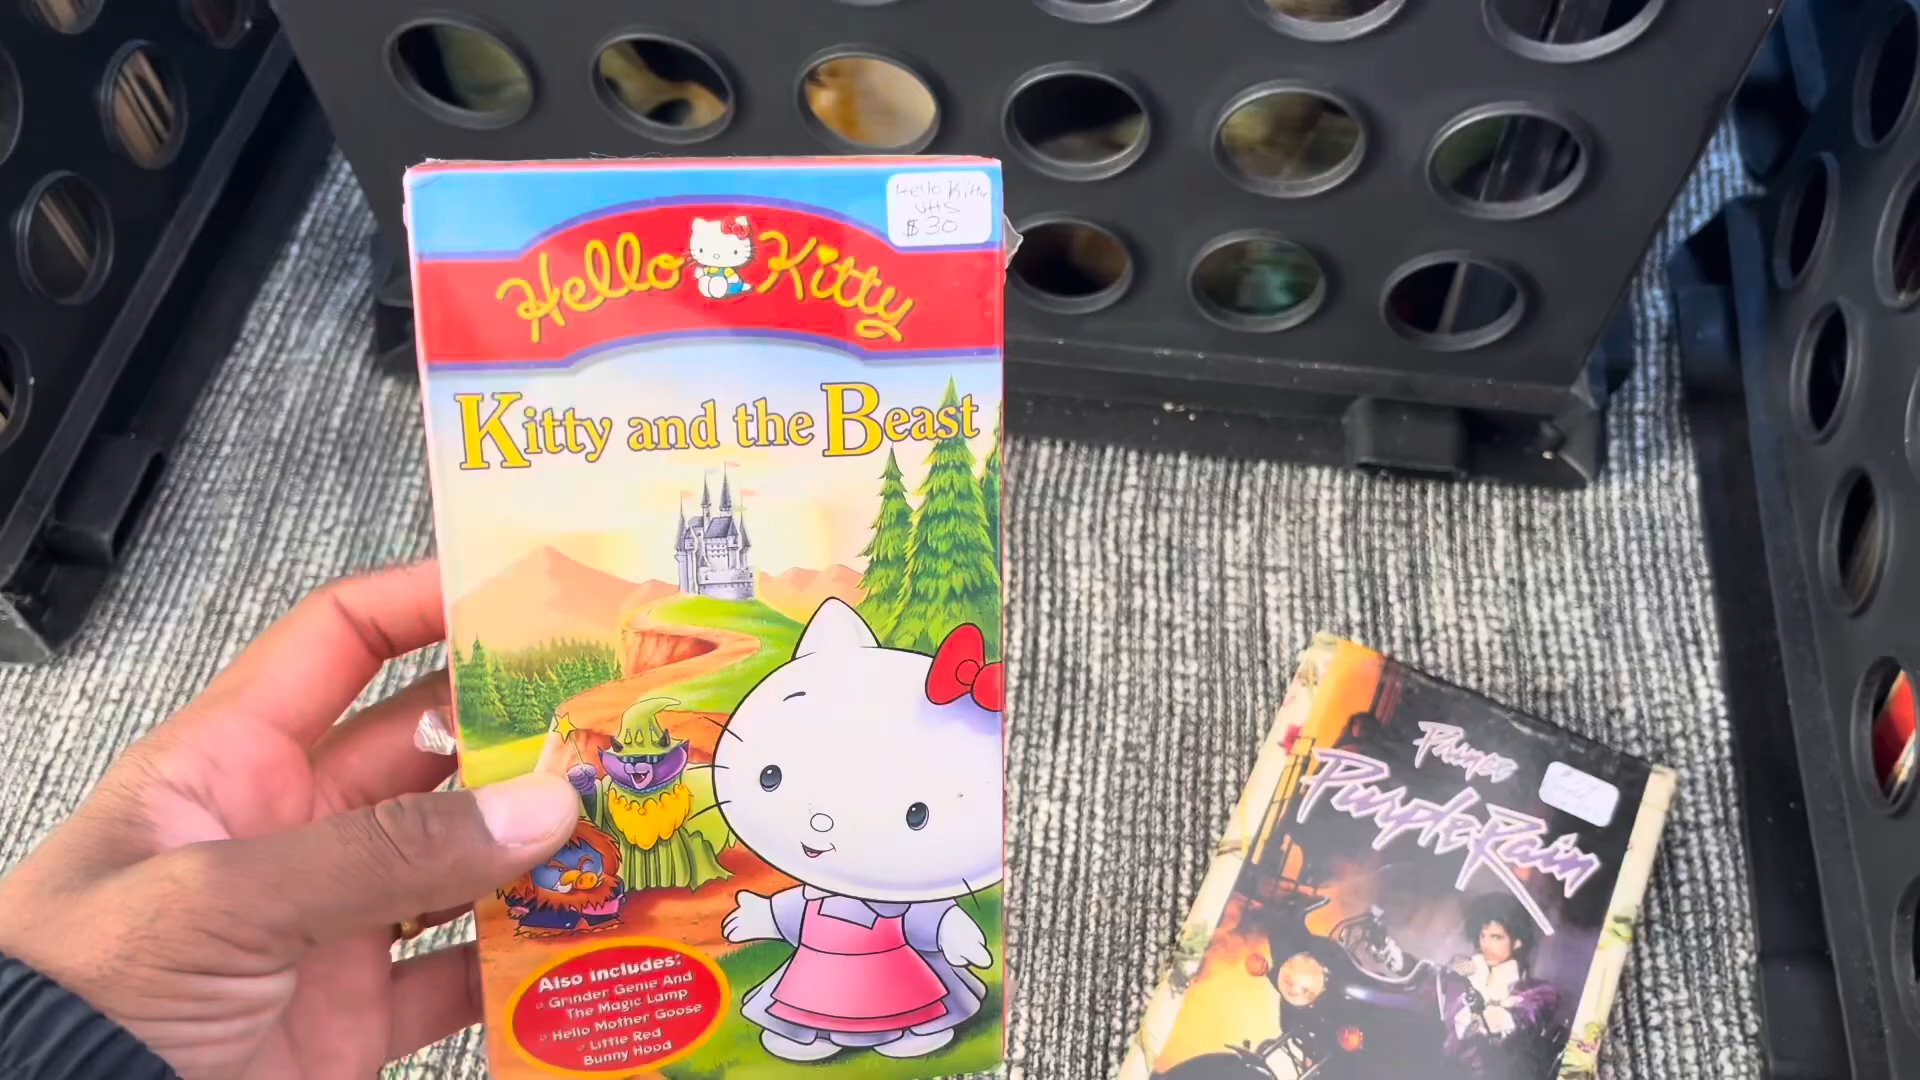 Hello Kitty
VHS
$30
Hello Kitty
Kitty and the Beast
Also Includes:
Grinder Genie And
The Magic Lamp
Hello Mother Goose
Little Red
Bunny Hood
Prince
Purple Rain